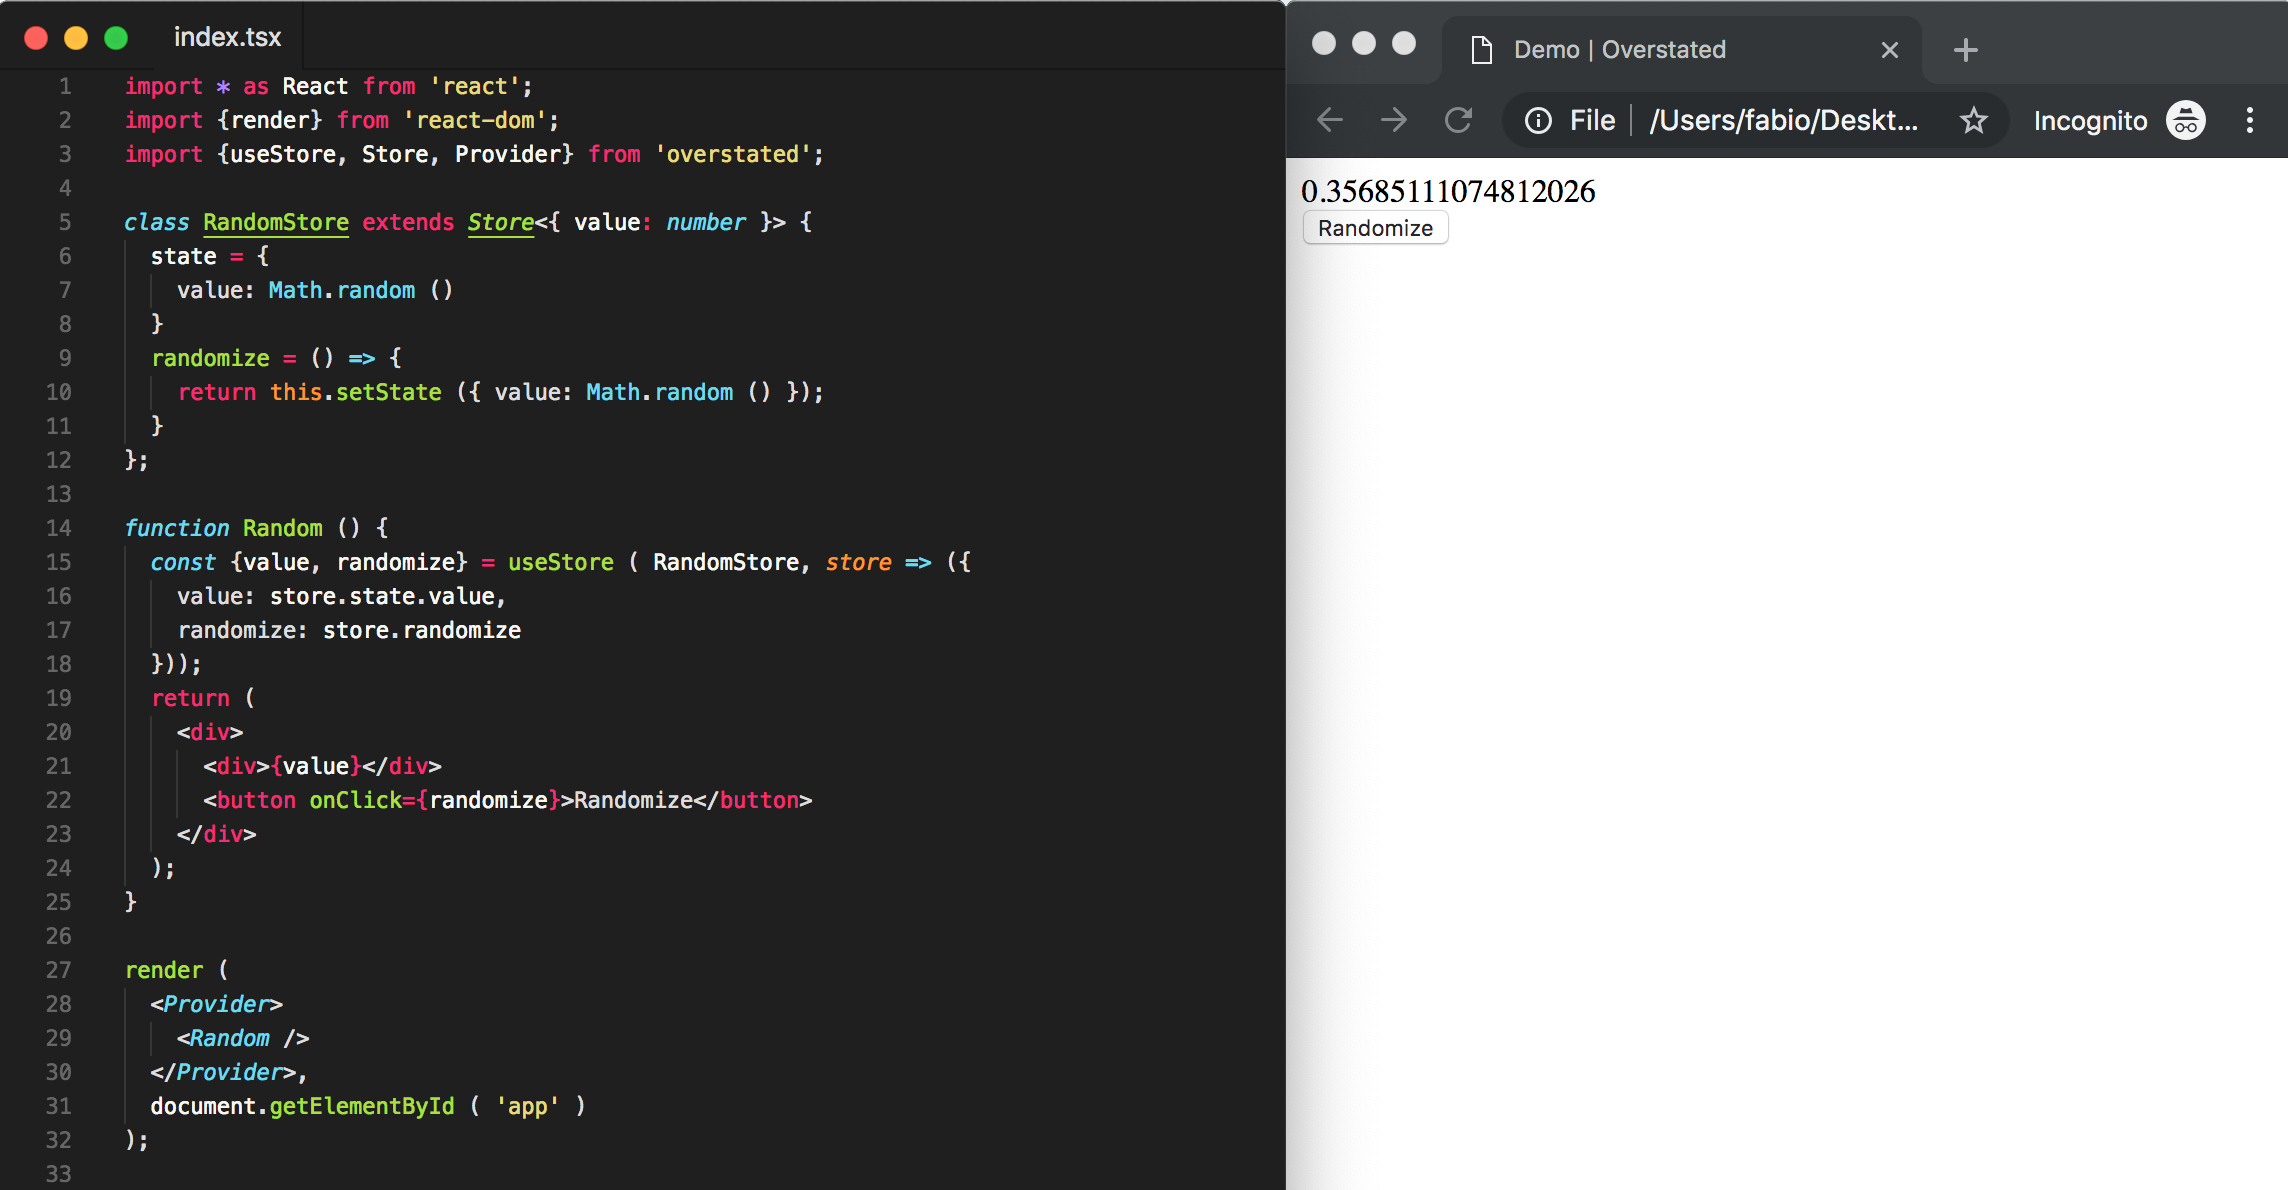 index.tsx
1 import * as React from 'react';
2 import {render} from 'react-dom';
3 import {useStore, Store, Provider} from 'overstated';
4
5 class RandomStore extends Store<{ value: number }> {
6 state = {
7 value: Math.random ()
8 }
9 randomize = () => {
10 return this.setState ({ value: Math.random () });
11 }
12 };
13
14 function Random () {
15 const {value, randomize} = useStore ( RandomStore, store => ({
16 value: store.state.value,
17 randomize: store.randomize
18 }));
19 return (
20 <div>
21 <div>{value}</div>
22 <button onClick={randomize}>Randomize</button>
23 </div>
24 );
25 }
26
27 render (
28 <Provider>
29 <Random />
30 </Provider>,
31 document.getElementById ( 'app' )
32 );
33
Demo | Overstated
File | /Users/fabio/Deskt... Incognito
0.35685111074812026
Randomize